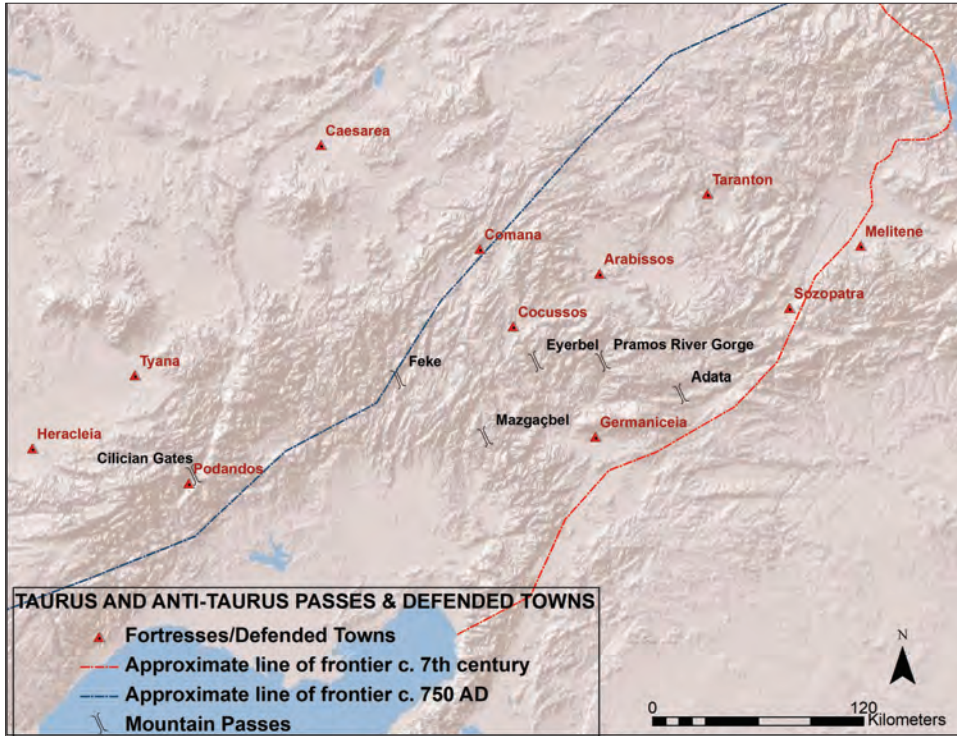 Caesarea
Taranton
Comana
Melitene
Arabissos
Sozopatra
Cocussos
Eyerbel
Pramos River Gorge
Feke
Tyana
Adata
Mazgaçbel
Germaniceia
Heracleia
Cilician Gates
Podandos
TAURUS AND ANTI-TAURUS PASSES & DEFENDED TOWNS
Fortresses/Defended Towns
Approximate line of frontier c. 7th century
Approximate line of frontier c. 750 AD
Mountain Passes
N
0 120
Kilometers